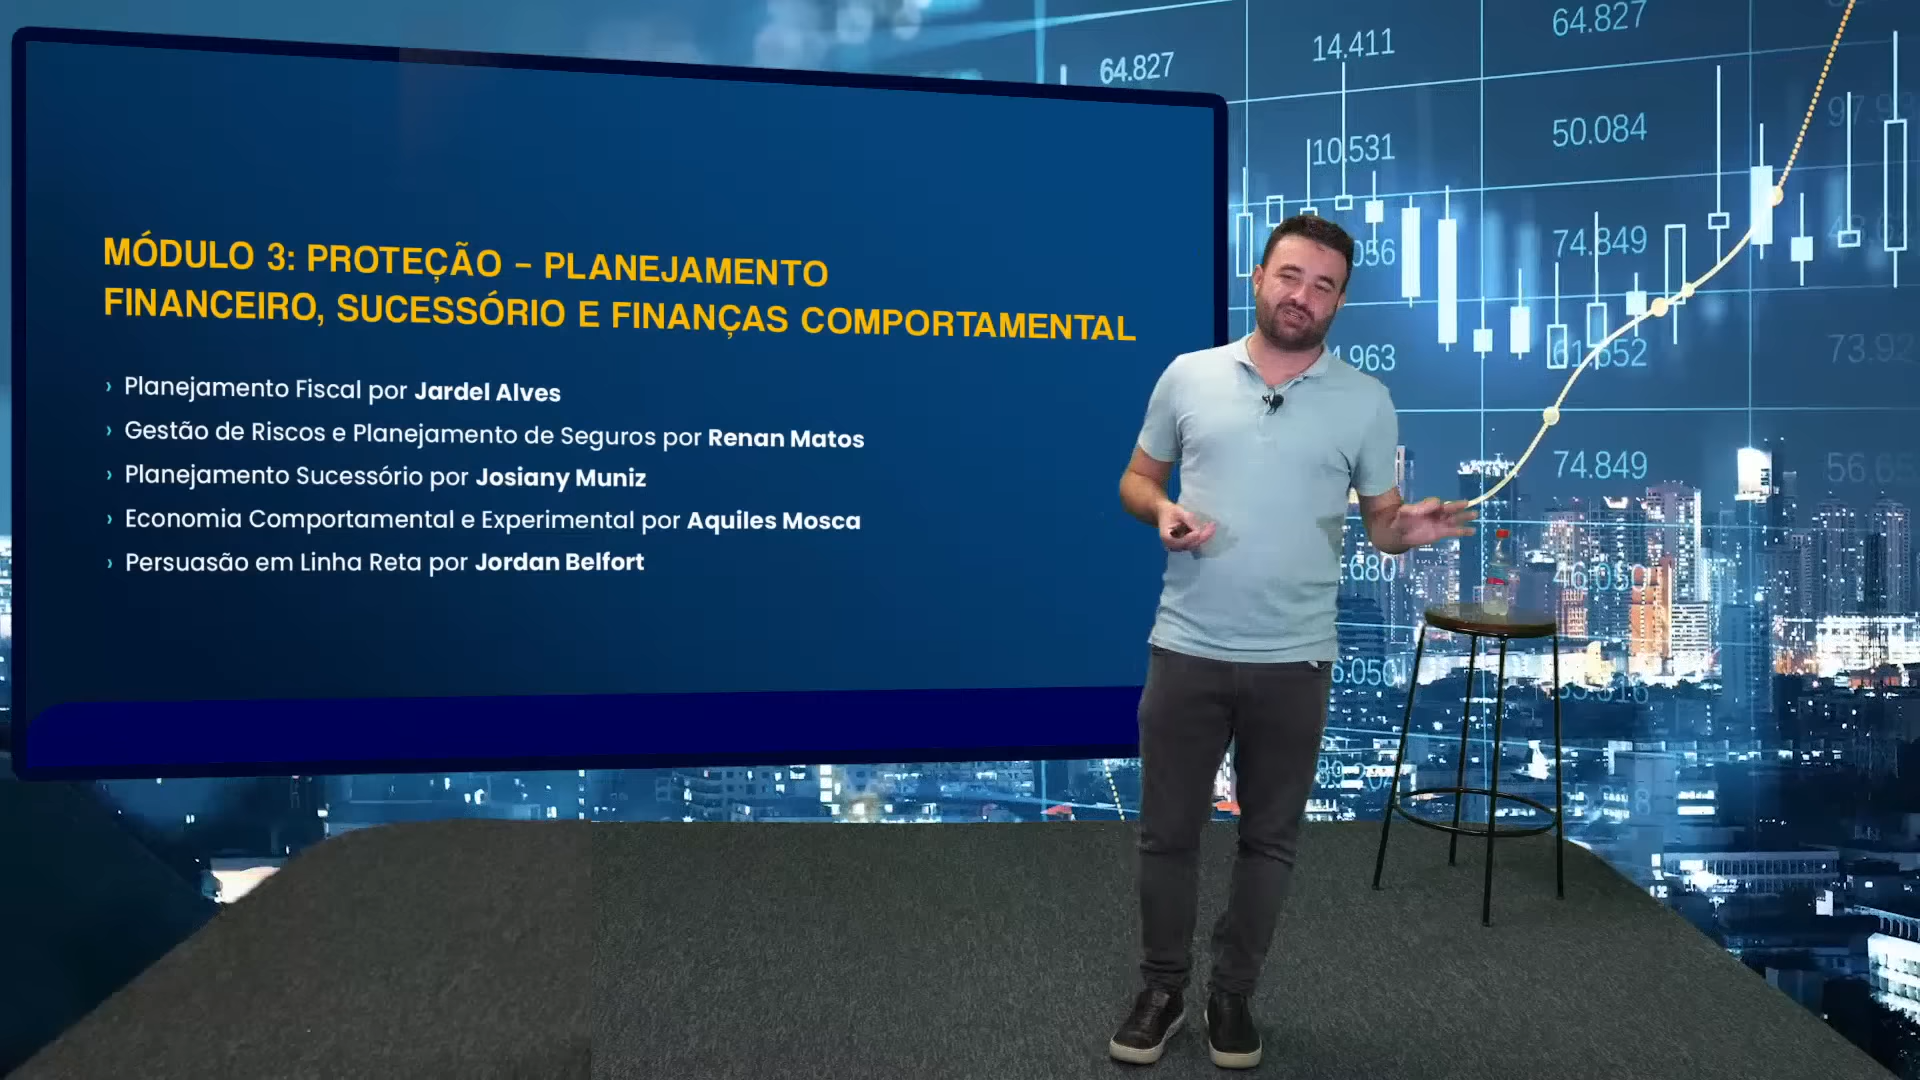 MÓDULO 3: PROTEÇÃO – PLANEJAMENTO
FINANCEIRO, SUCESSÓRIO E FINANÇAS COMPORTAMENTAL
› Planejamento Fiscal por Jardel Alves
› Gestão de Riscos e Planejamento de Seguros por Renan Matos
› Planejamento Sucessório por Josiany Muniz
› Economia Comportamental e Experimental por Aquiles Mosca
› Persuasão em Linha Reta por Jordan Belfort
64.827
14.411
64.827
10.531
50.084
74.849
74.849
46.050